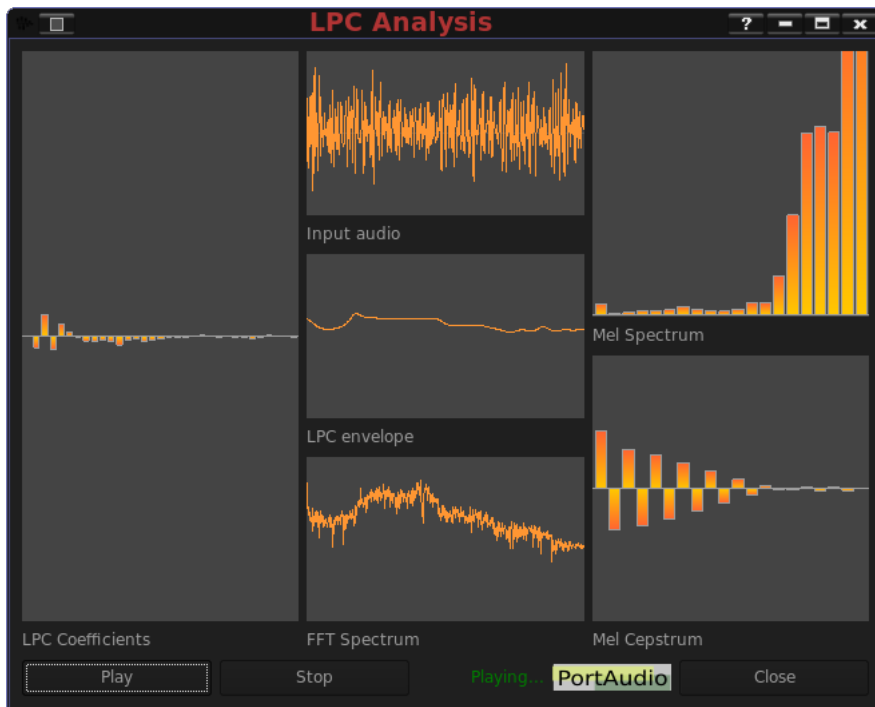 LPC Analysis
?
Input audio
Mel Spectrum
LPC envelope
LPC Coefficients
FFT Spectrum
Mel Cepstrum
Play
Stop
Playing...
PortAudio
Close